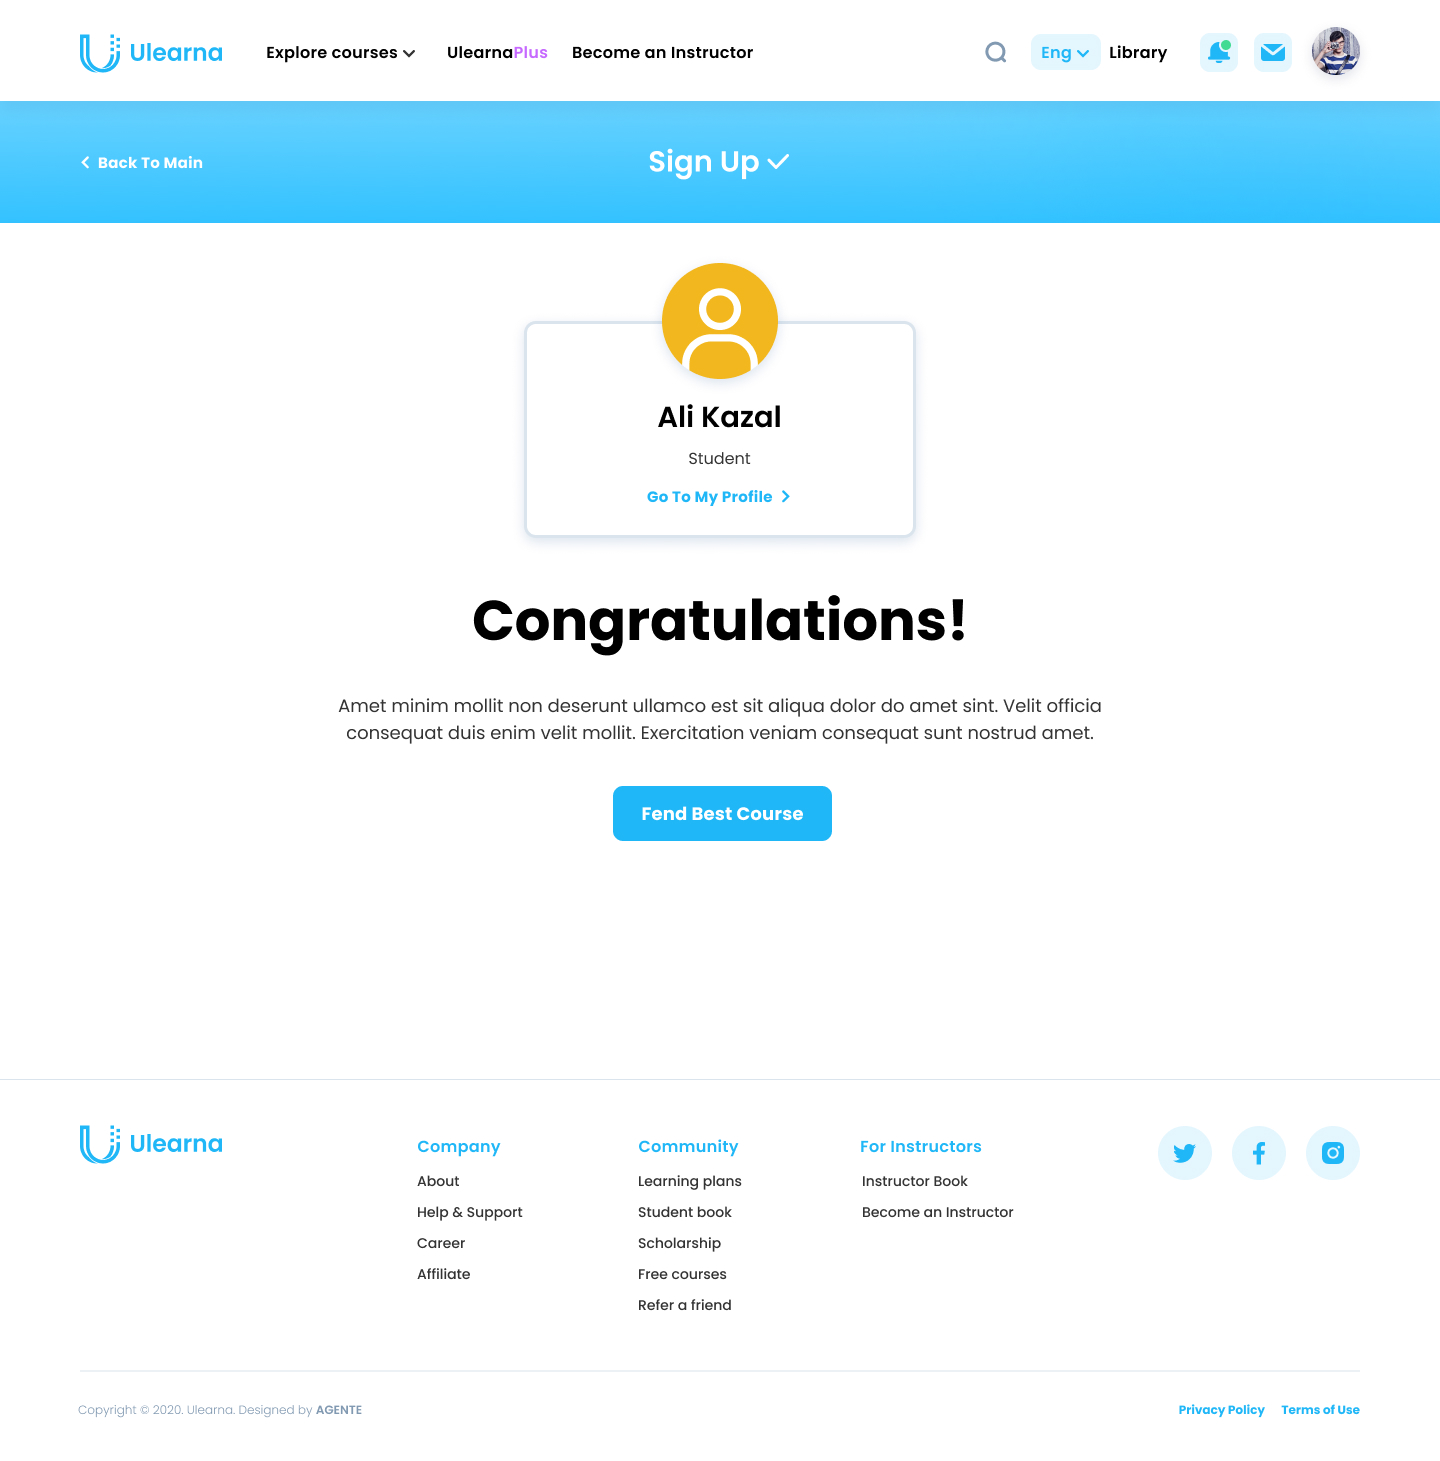 Ulearna
Explore courses
UlearnaPlus
Become an Instructor
Eng
Library
Back To Main
Sign Up
Ali Kazal
Student
Go To My Profile
Congratulations!
Amet minim mollit non deserunt ullamco est sit aliqua dolor do amet sint. Velit officia
consequat duis enim velit mollit. Exercitation veniam consequat sunt nostrud amet.
Fend Best Course
Ulearna
Company
About
Help & Support
Career
Affiliate
Community
Learning plans
Student book
Scholarship
Free courses
Refer a friend
For Instructors
Instructor Book
Become an Instructor
Copyright © 2020. Ulearna. Designed by AGENTE
Privacy Policy
Terms of Use